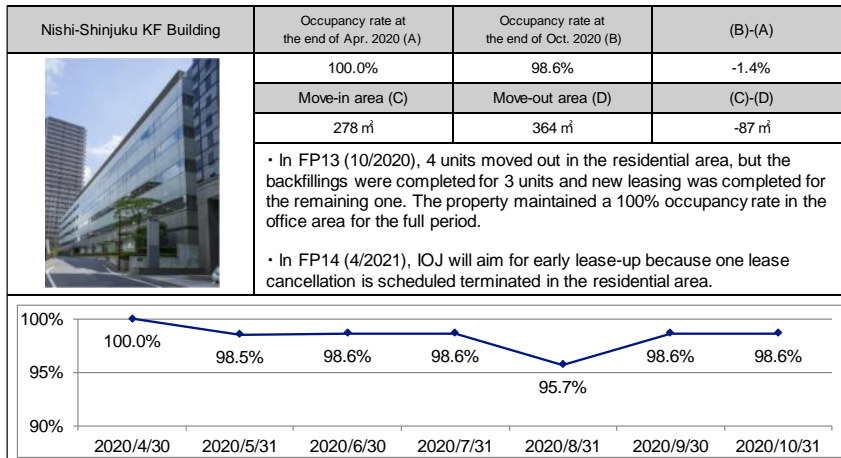 Nishi-Shinjuku KF Building
Occupancy rate at
the end of Apr. 2020 (A)
Occupancy rate at
the end of Oct. 2020 (B)
(B)-(A)
100.0%
98.6%
-1.4%
Move-in area (C)
Move-out area (D)
(C)-(D)
278 ㎡
364 ㎡
-87 ㎡
・In FP13 (10/2020), 4 units moved out in the residential area, but the
backfillings were completed for 3 units and new leasing was completed for
the remaining one. The property maintained a 100% occupancy rate in the
office area for the full period.
・In FP14 (4/2021), IOJ will aim for early lease-up because one lease
cancellation is scheduled terminated in the residential area.
100%
95%
90%
100.0%
98.5%
98.6%
98.6%
95.7%
98.6%
98.6%
2020/4/30
2020/5/31
2020/6/30
2020/7/31
2020/8/31
2020/9/30
2020/10/31